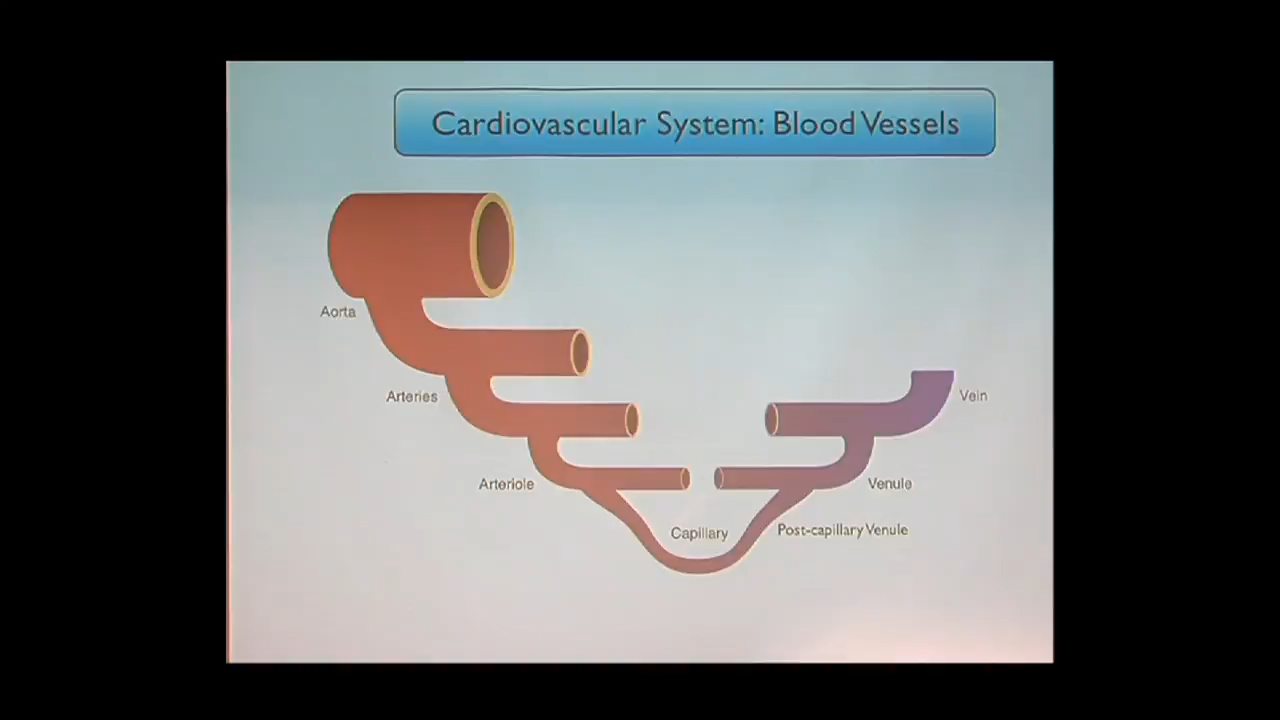 Cardiovascular System: Blood Vessels
Aorta
Arteries
Vein
Arteriole
Venule
Capillary
Post-capillary Venule